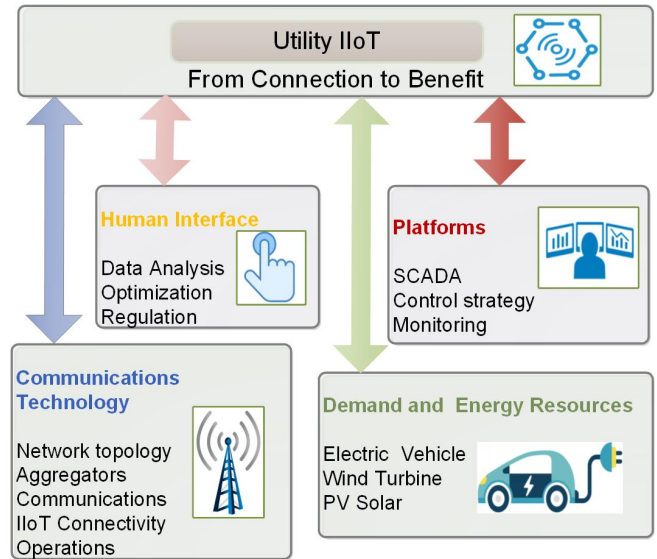 Utility IIoT
From Connection to Benefit
Human Interface
Data Analysis
Optimization
Regulation
Platforms
SCADA
Control strategy
Monitoring
Communications
Technology
Network topology
Aggregators
Communications
IIoT Connectivity
Operations
Demand and Energy Resources
Electric Vehicle
Wind Turbine
PV Solar